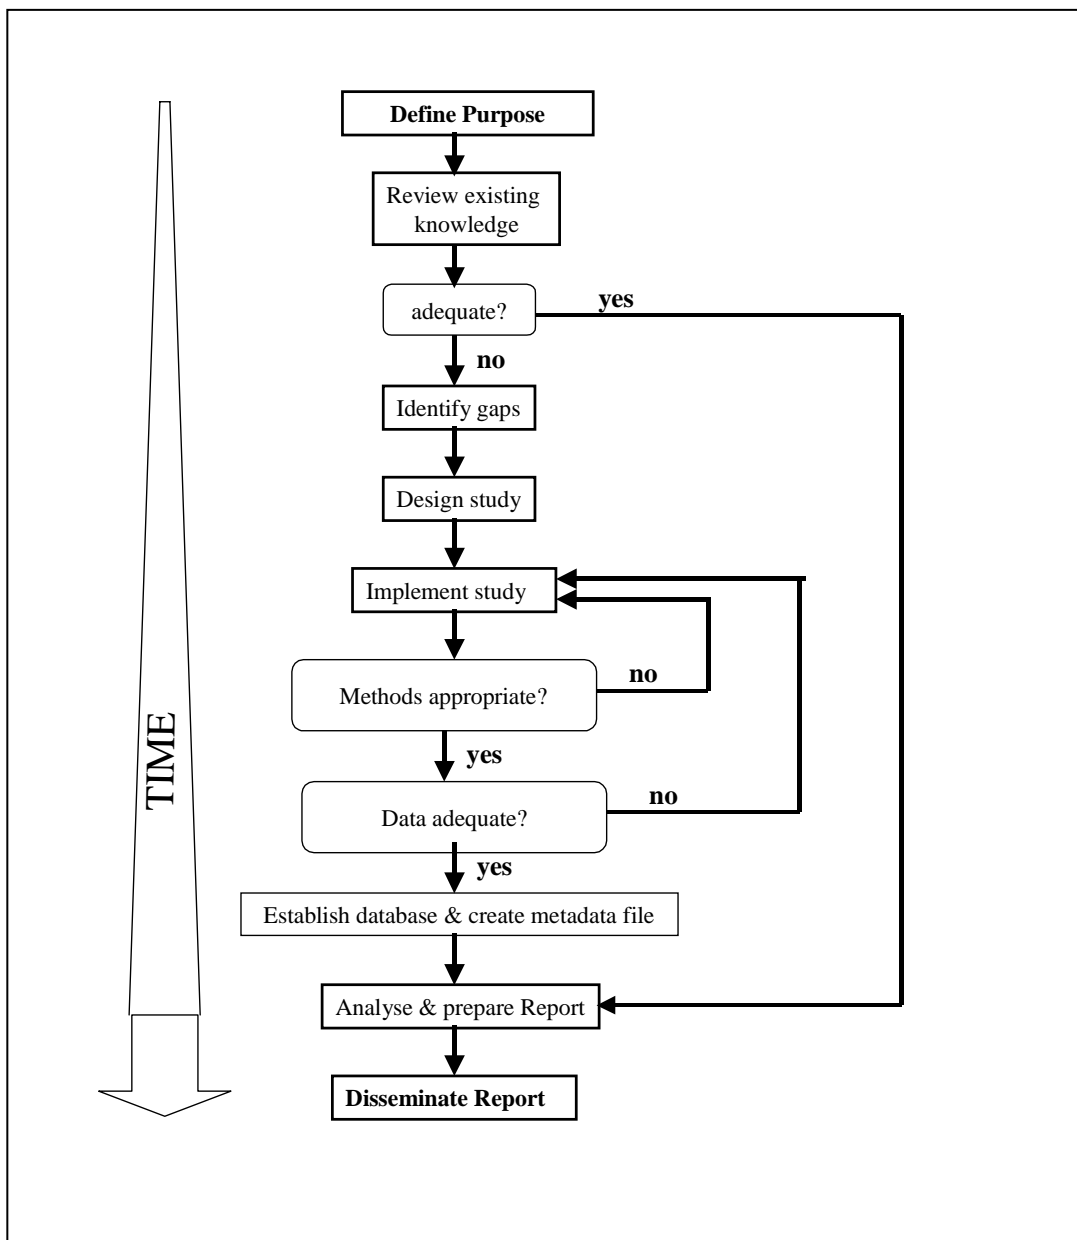 Define Purpose
Review existing
knowledge
adequate?
yes
no
Identify gaps
Design study
Implement study
Methods appropriate?
no
yes
Data adequate?
no
yes
Establish database & create metadata file
Analyse & prepare Report
Disseminate Report
TIME